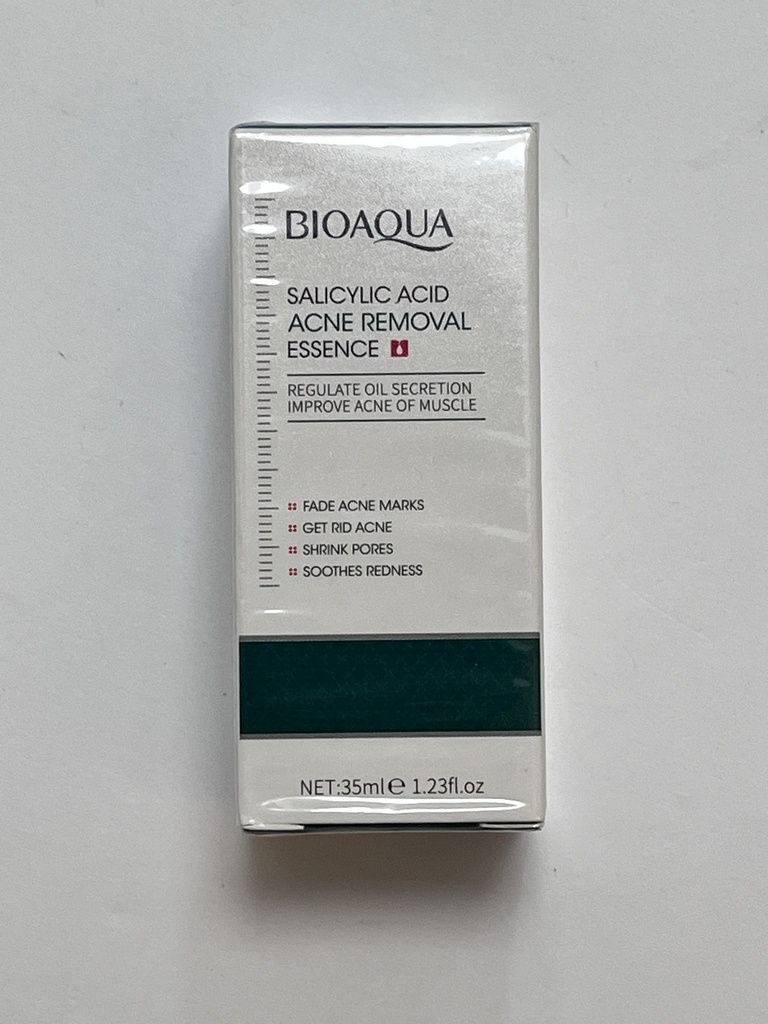 BIOAQUA
SALICYLIC ACID
ACNE REMOVAL
ESSENCE
REGULATE OIL SECRETION
IMPROVE ACNE OF MUSCLE
FADE ACNE MARKS
GET RID ACNE
SHRINK PORES
SOOTHES REDNESS
NET:35ml℮ 1.23fl.oz